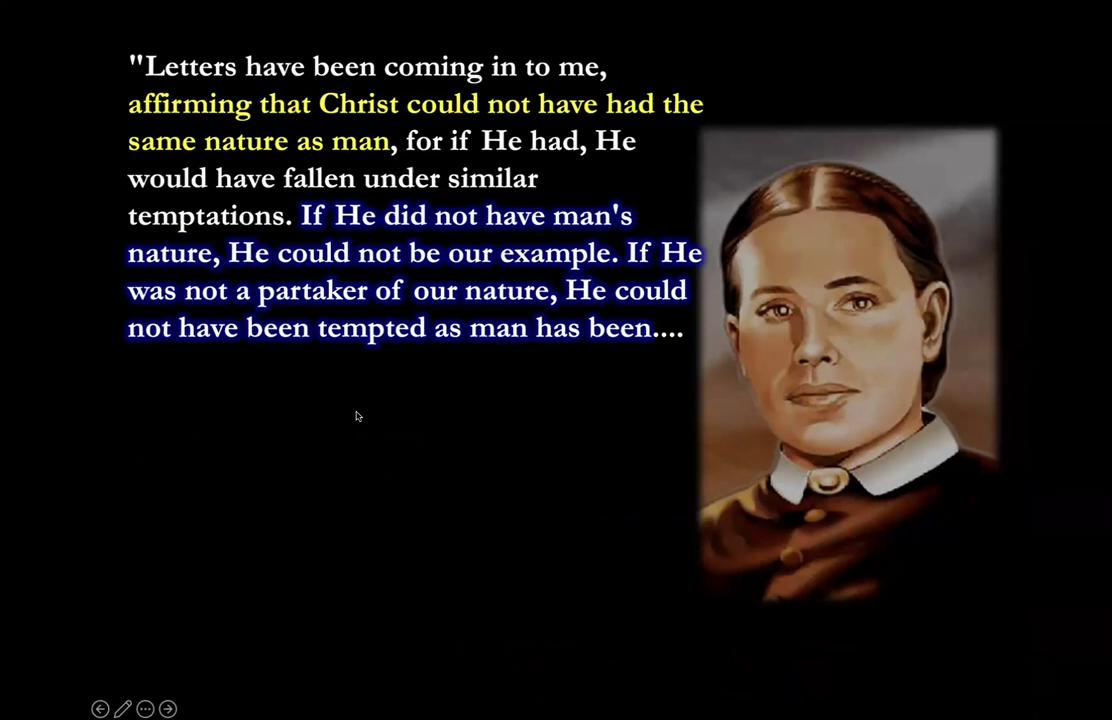 "Letters have been coming in to me,
affirming that Christ could not have had the
same nature as man, for if He had, He
would have fallen under similar
temptations. If He did not have man's
nature, He could not be our example. If He
was not a partaker of our nature, He could
not have been tempted as man has been....